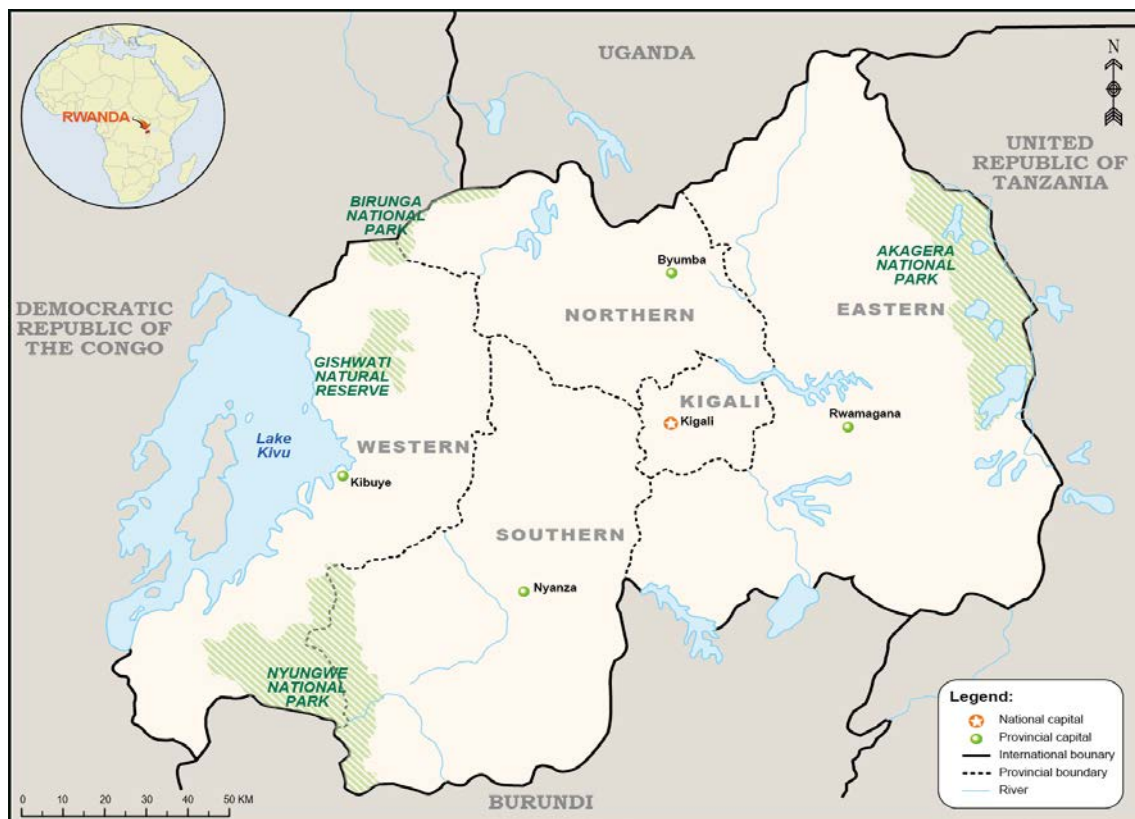 UGANDA
N
RWANDA
UNITED
REPUBLIC OF
TANZANIA
BIRUNGA
NATIONAL
PARK
Byumba
AKAGERA
NATIONAL
PARK
DEMOCRATIC
REPUBLIC OF
THE CONGO
NORTHERN
EASTERN
GISHWATI
NATURAL
RESERVE
KIGALI
Kigali
Rwamagana
Lake
Kivu
WESTERN
Kibuye
SOUTHERN
Nyanza
NYUNGWE
NATIONAL
PARK
BURUNDI
Legend:
National capital
Provincial capital
International bounary
Provincial boundary
River
0 10 20 30 40 50 KM